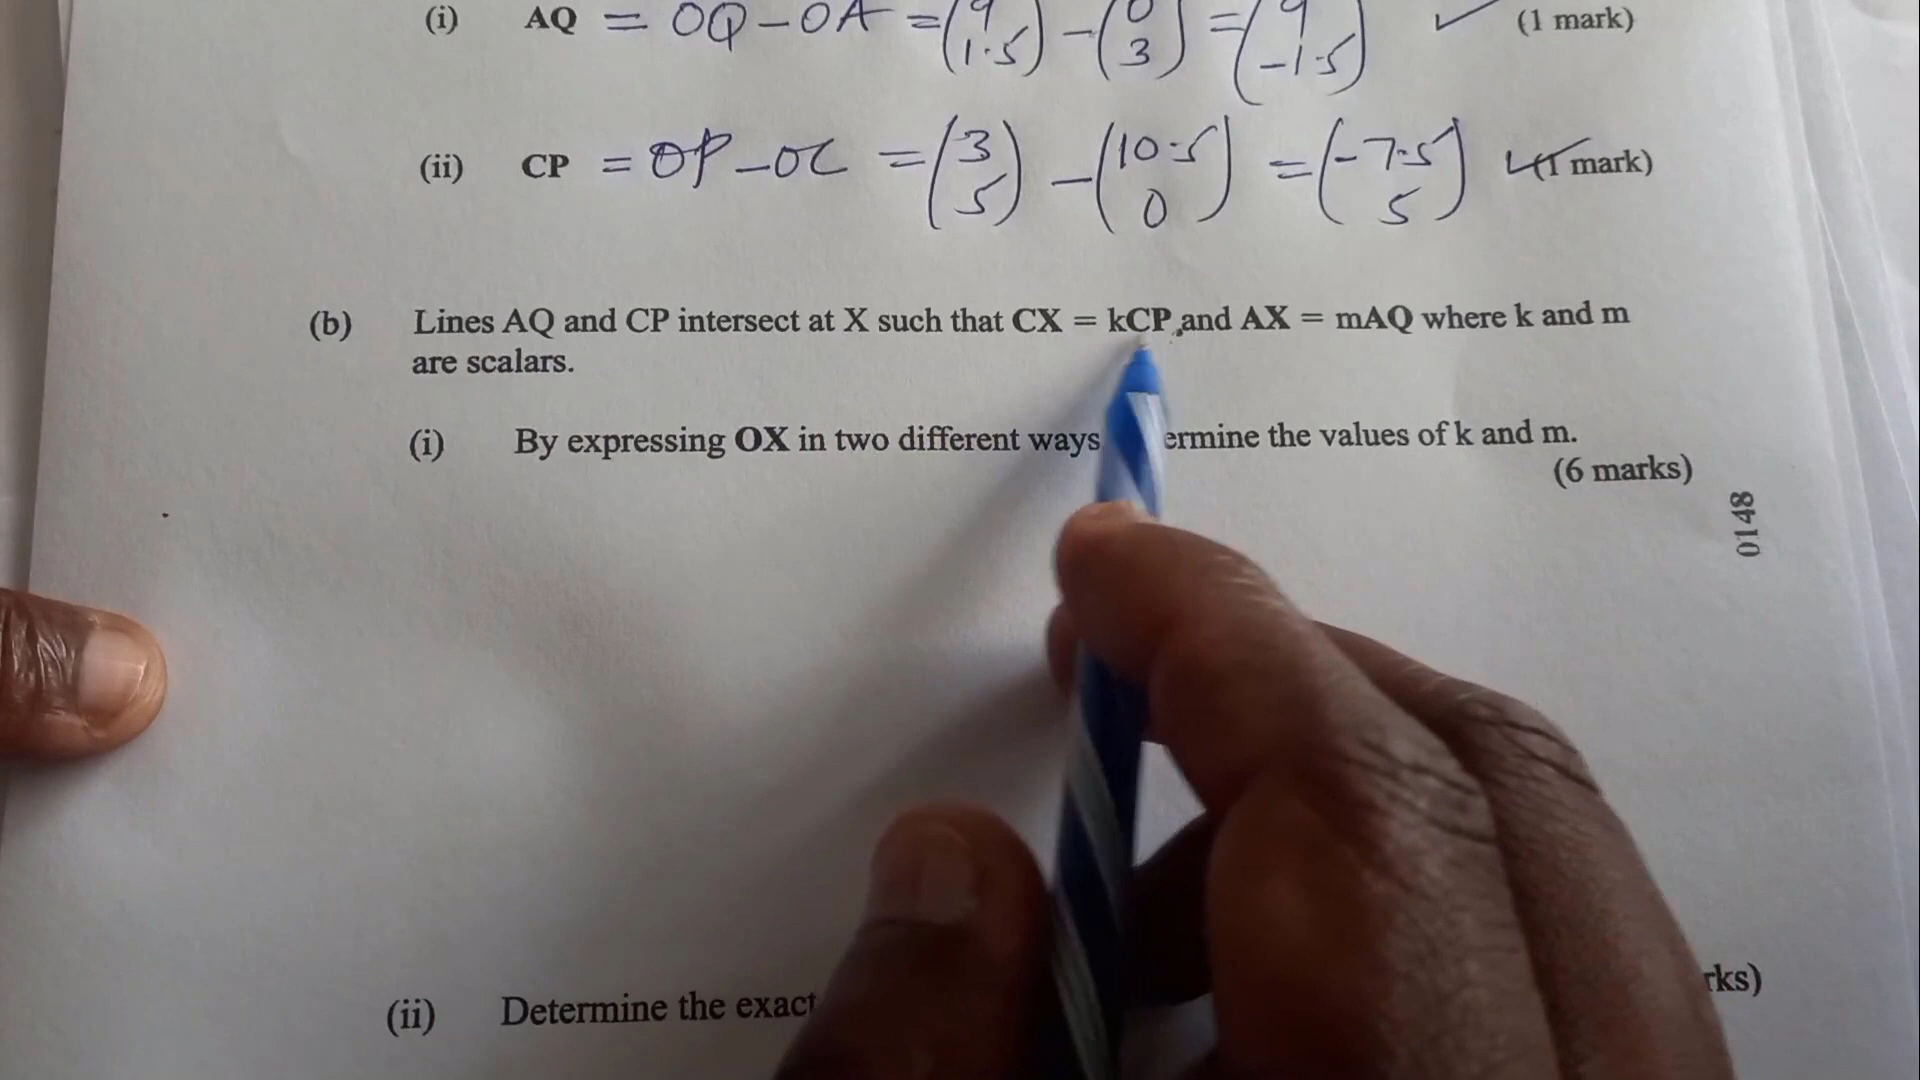 (i) AQ = OQ - OA = (9 1.5) - (0 3) = (9 -1.5) ✓ (1 mark)
(ii) CP = OP - OC = (3 5) - (10.5 0) = (-7.5 5) ✓ (1 mark)
(b) Lines AQ and CP intersect at X such that CX = kCP and AX = mAQ where k and m
are scalars.
(i) By expressing OX in two different ways ermine the values of k and m.
(6 marks)
0148
(ii) Determine the exact rks)